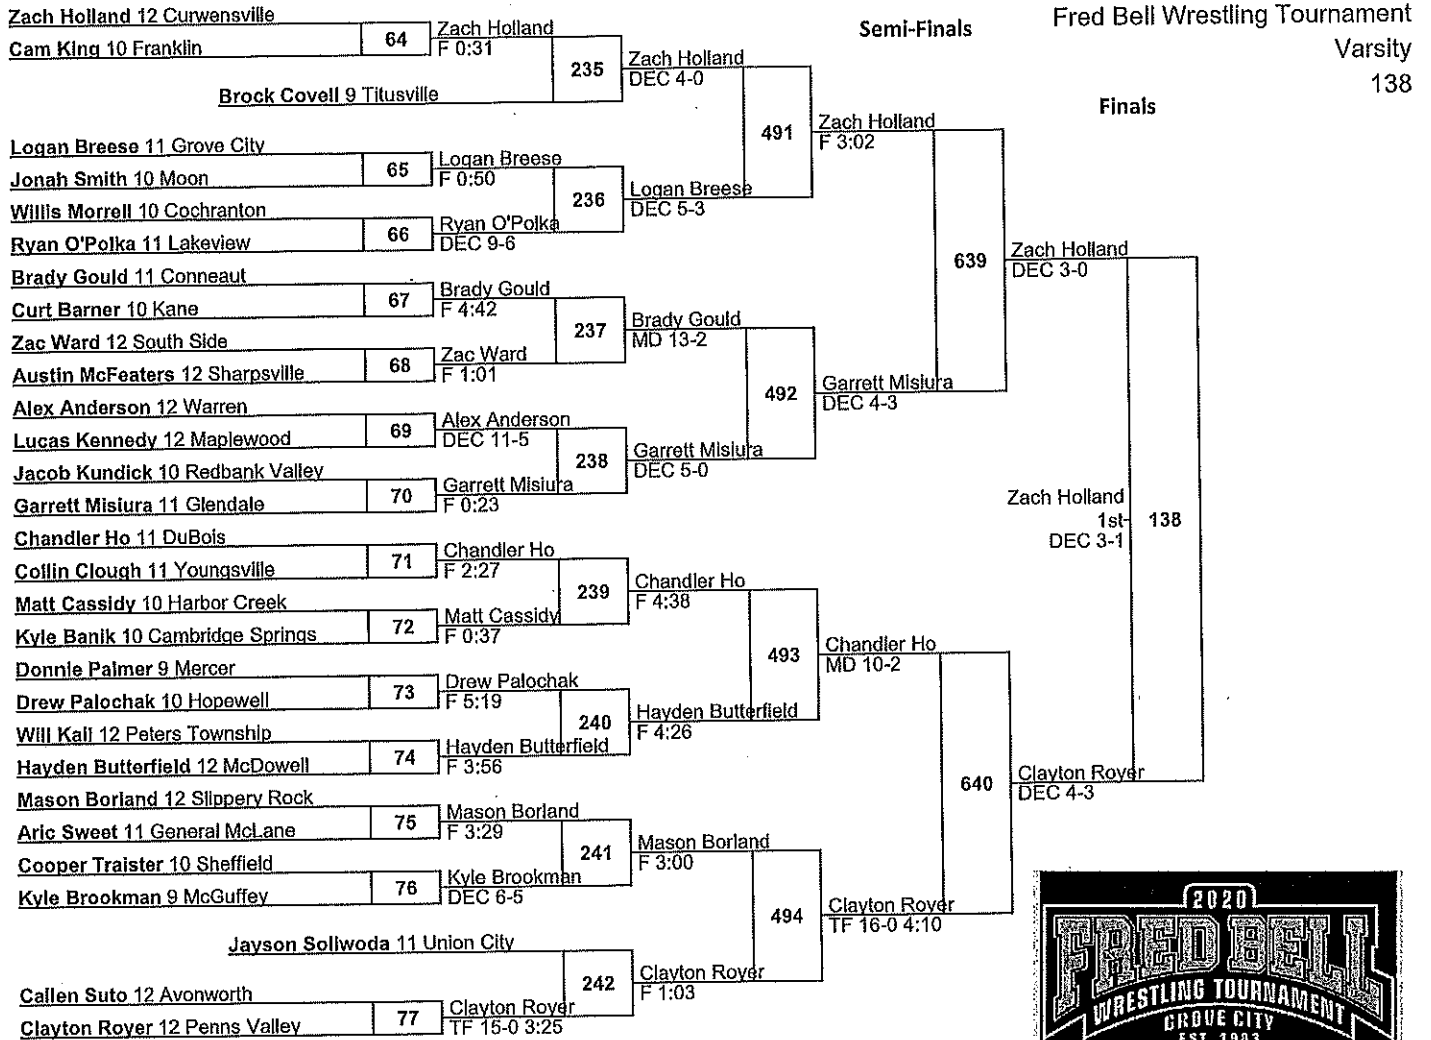 Fred Bell Wrestling Tournament
Varsity
138
Semi-Finals
Finals
Zach Holland 12 Curwensville
Cam King 10 Franklin
64
Zach Holland
F 0:31
Brock Covell 9 Titusville
235
Zach Holland
DEC 4-0
Logan Breese 11 Grove City
Jonah Smith 10 Moon
65
Logan Breese
F 0:50
Willis Morrell 10 Cochranton
Ryan O'Polka 11 Lakeview
66
Ryan O'Polka
DEC 9-6
236
Logan Breese
DEC 5-3
491
Zach Holland
F 3:02
Brady Gould 11 Conneaut
Curt Barner 10 Kane
67
Brady Gould
F 4:42
Zac Ward 12 South Side
Austin McFeaters 12 Sharpsville
68
Zac Ward
F 1:01
237
Brady Gould
MD 13-2
Alex Anderson 12 Warren
Lucas Kennedy 12 Maplewood
69
Alex Anderson
DEC 11-5
Jacob Kundick 10 Redbank Valley
Garrett Misiura 11 Glendale
70
Garrett Misiura
F 0:23
238
Garrett Misiura
DEC 5-0
492
Garrett Misiura
DEC 4-3
639
Zach Holland
DEC 3-0
Chandler Ho 11 DuBois
Collin Clough 11 Youngsville
71
Chandler Ho
F 2:27
Matt Cassidy 10 Harbor Creek
Kyle Banik 10 Cambridge Springs
72
Matt Cassidy
F 0:37
239
Chandler Ho
F 4:38
Donnie Palmer 9 Mercer
Drew Palochak 10 Hopewell
73
Drew Palochak
F 5:19
Will Kail 12 Peters Township
Hayden Butterfield 12 McDowell
74
Hayden Butterfield
F 3:56
240
Hayden Butterfield
F 4:26
493
Chandler Ho
MD 10-2
Mason Borland 12 Slippery Rock
Aric Sweet 11 General McLane
75
Mason Borland
F 3:29
Cooper Traister 10 Sheffield
Kyle Brookman 9 McGuffey
76
Kyle Brookman
DEC 6-5
241
Mason Borland
F 3:00
Jayson Soliwoda 11 Union City
Callen Suto 12 Avonworth
Clayton Royer 12 Penns Valley
77
Clayton Royer
TF 15-0 3:25
242
Clayton Royer
F 1:03
494
Clayton Royer
TF 16-0 4:10
640
Clayton Royer
DEC 4-3
Zach Holland
1st
DEC 3-1
138
2020
FRED BELL
WRESTLING TOURNAMENT
GROVE CITY
EST. 1983